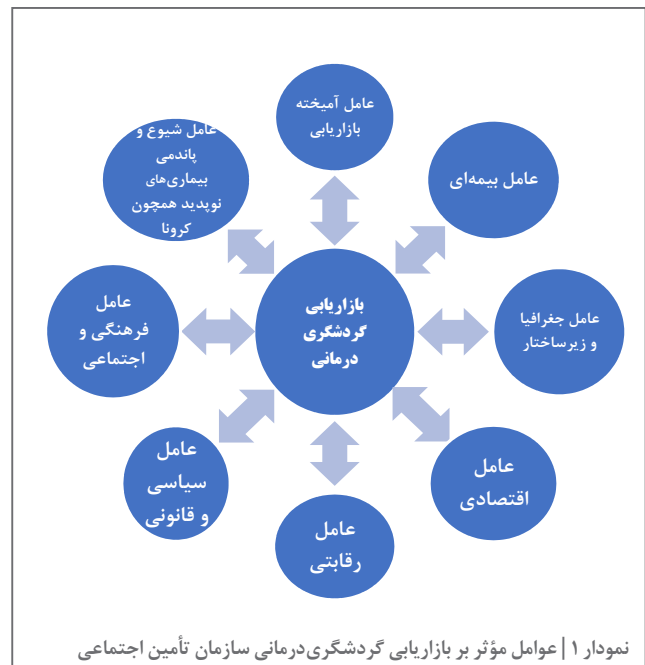 عامل آمیخته
بازاریابی
عامل بیمه‌ای
عامل جغرافیا
و زیرساختار
عامل
اقتصادی
عامل
رقابتی
عامل
سیاسی
و قانونی
عامل
فرهنگی و
اجتماعی
عامل شیوع و
پاندمی
بیماری‌های
نوپدید همچون
کرونا
بازاریابی
گردشگری
درمانی
نمودار ۱ | عوامل مؤثر بر بازاریابی گردشگری‌درمانی سازمان تأمین اجتماعی